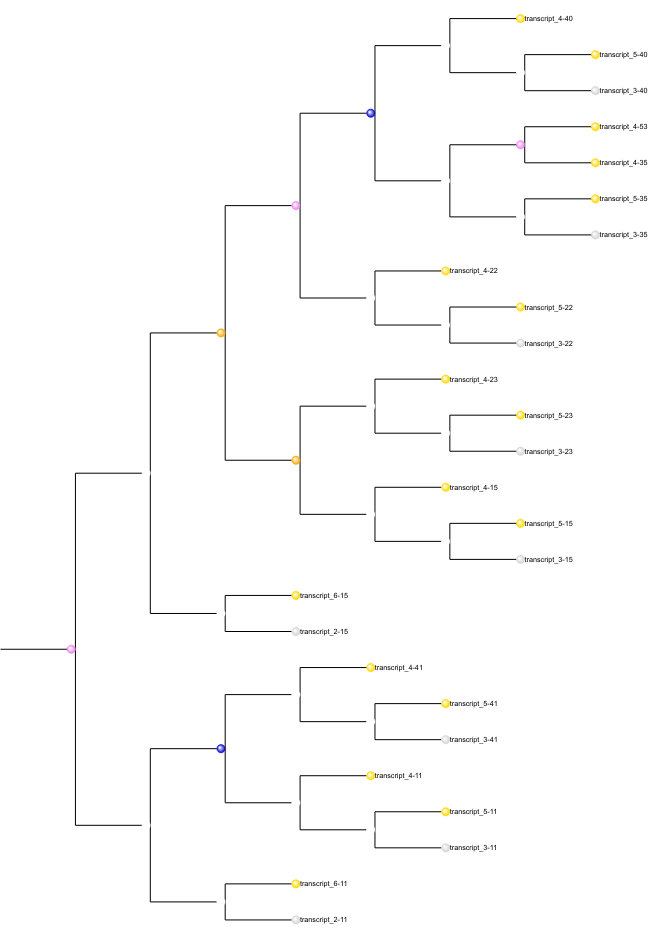 transcript_4-40
transcript_5-40
transcript_3-40
transcript_4-53
transcript_4-35
transcript_5-35
transcript_3-35
transcript_4-22
transcript_5-22
transcript_3-22
transcript_4-23
transcript_5-23
transcript_3-23
transcript_4-15
transcript_5-15
transcript_3-15
transcript_6-15
transcript_2-15
transcript_4-41
transcript_5-41
transcript_3-41
transcript_4-11
transcript_5-11
transcript_3-11
transcript_6-11
transcript_2-11